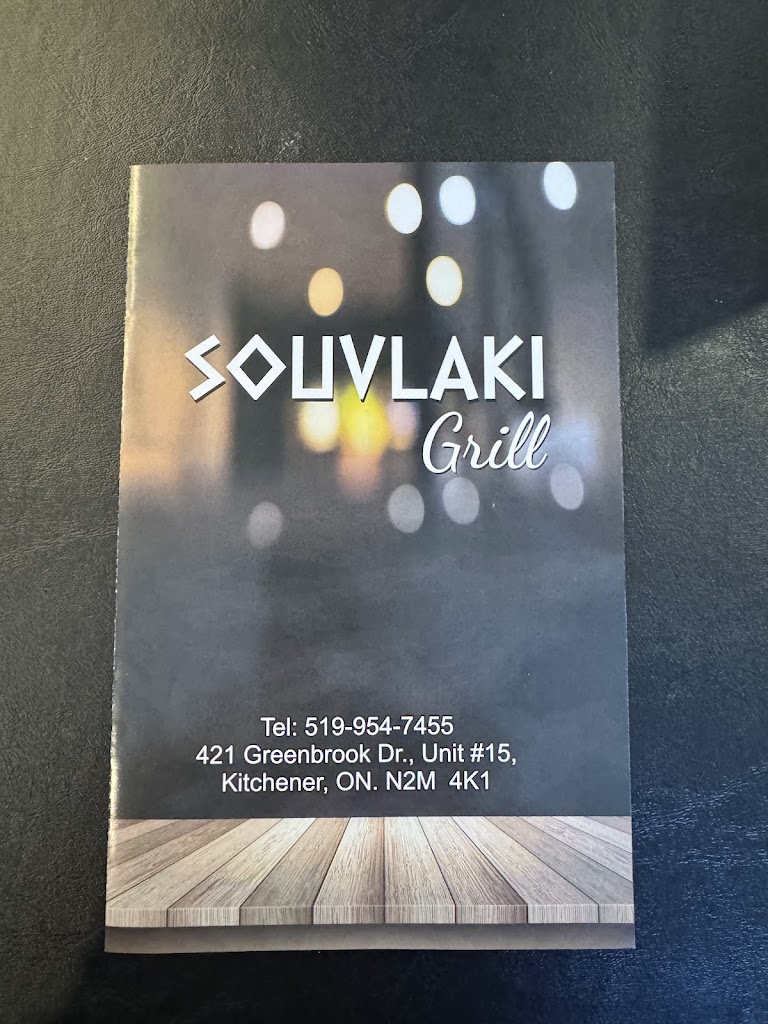 SOUVLAKI
Grill
Tel: 519-954-7455
421 Greenbrook Dr., Unit #15,
Kitchener, ON. N2M 4K1